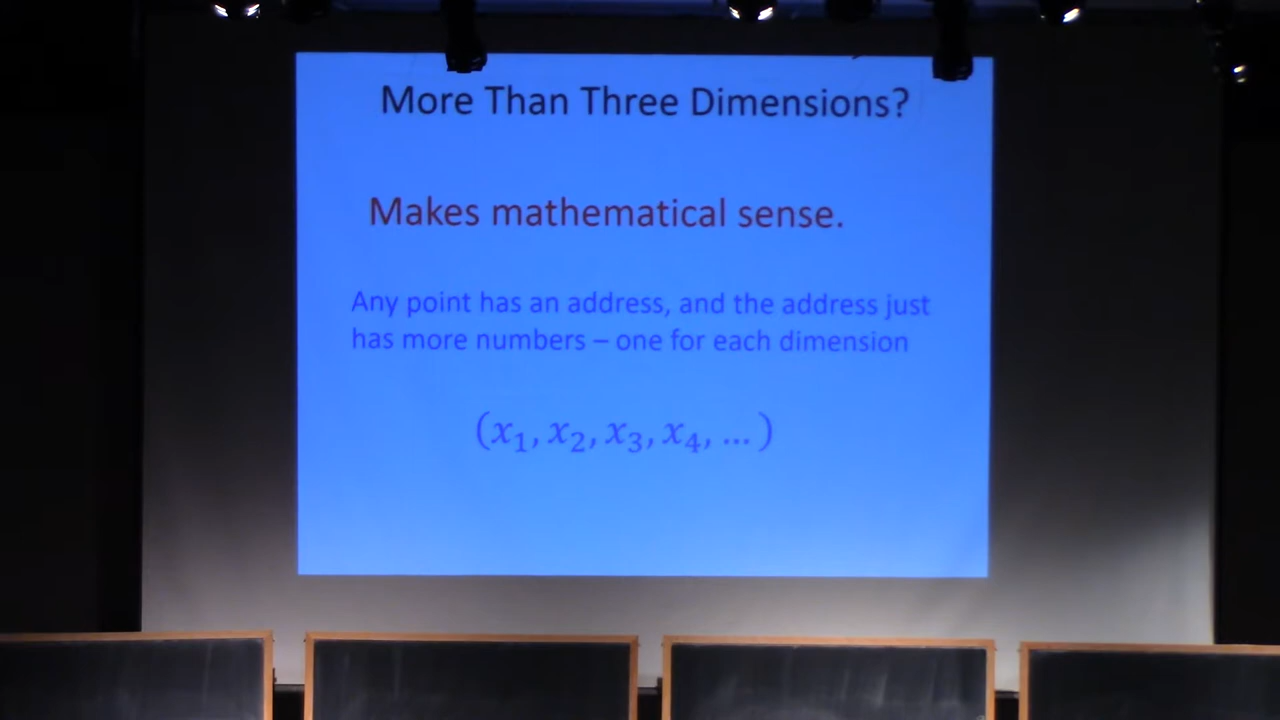 More Than Three Dimensions?
Makes mathematical sense.
Any point has an address, and the address just
has more numbers – one for each dimension
(x₁, x₂, x₃, x₄, … )